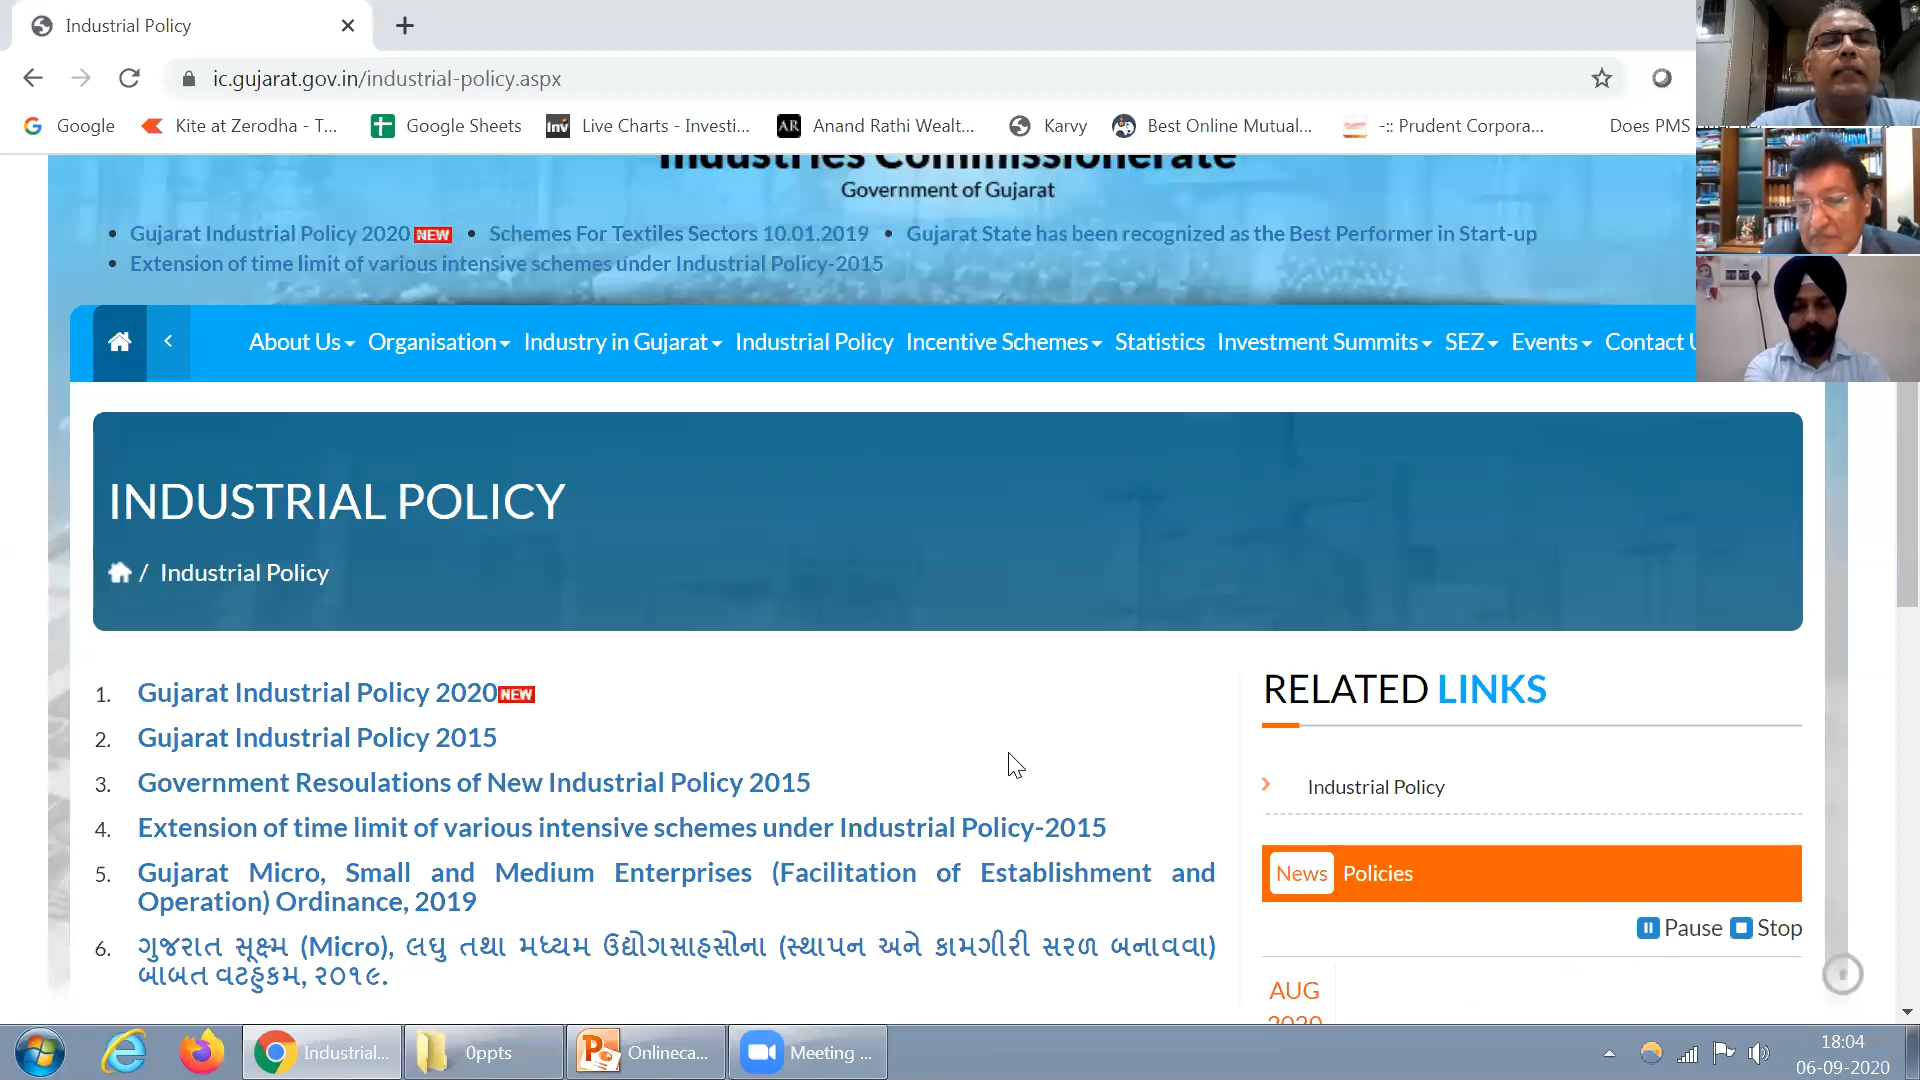 Industrial Policy
ic.gujarat.gov.in/industrial-policy.aspx
Google Kite at Zerodha - T... Google Sheets Inv Live Charts - Investi... AR Anand Rathi Wealt... Karvy Best Online Mutual... -:: Prudent Corpora... Does PMS
Industries Commissionerate
Government of Gujarat
Gujarat Industrial Policy 2020 NEW • Schemes For Textiles Sectors 10.01.2019 • Gujarat State has been recognized as the Best Performer in Start-up
Extension of time limit of various intensive schemes under Industrial Policy-2015
About Us Organisation Industry in Gujarat Industrial Policy Incentive Schemes Statistics Investment Summits SEZ Events Contact U
INDUSTRIAL POLICY
/ Industrial Policy
1. Gujarat Industrial Policy 2020 NEW
2. Gujarat Industrial Policy 2015
3. Government Resoulations of New Industrial Policy 2015
4. Extension of time limit of various intensive schemes under Industrial Policy-2015
5. Gujarat Micro, Small and Medium Enterprises (Facilitation of Establishment and
Operation) Ordinance, 2019
6. ગુજરાત સૂક્ષ્મ (Micro), લઘુ તથા મધ્યમ ઉદ્યોગસાહસોના (સ્થાપન અને કામગીરી સરળ બનાવવા)
બાબત વટહુકમ, ૨૦૧૯.
RELATED LINKS
Industrial Policy
News Policies
Pause Stop
AUG
2020
Industrial... 0ppts Onlineca... Meeting ...
18:04
06-09-2020